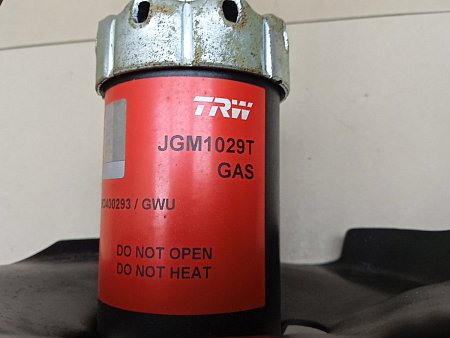 TRW
JGM1029T
GAS
/ GWU
DO NOT OPEN
DO NOT HEAT